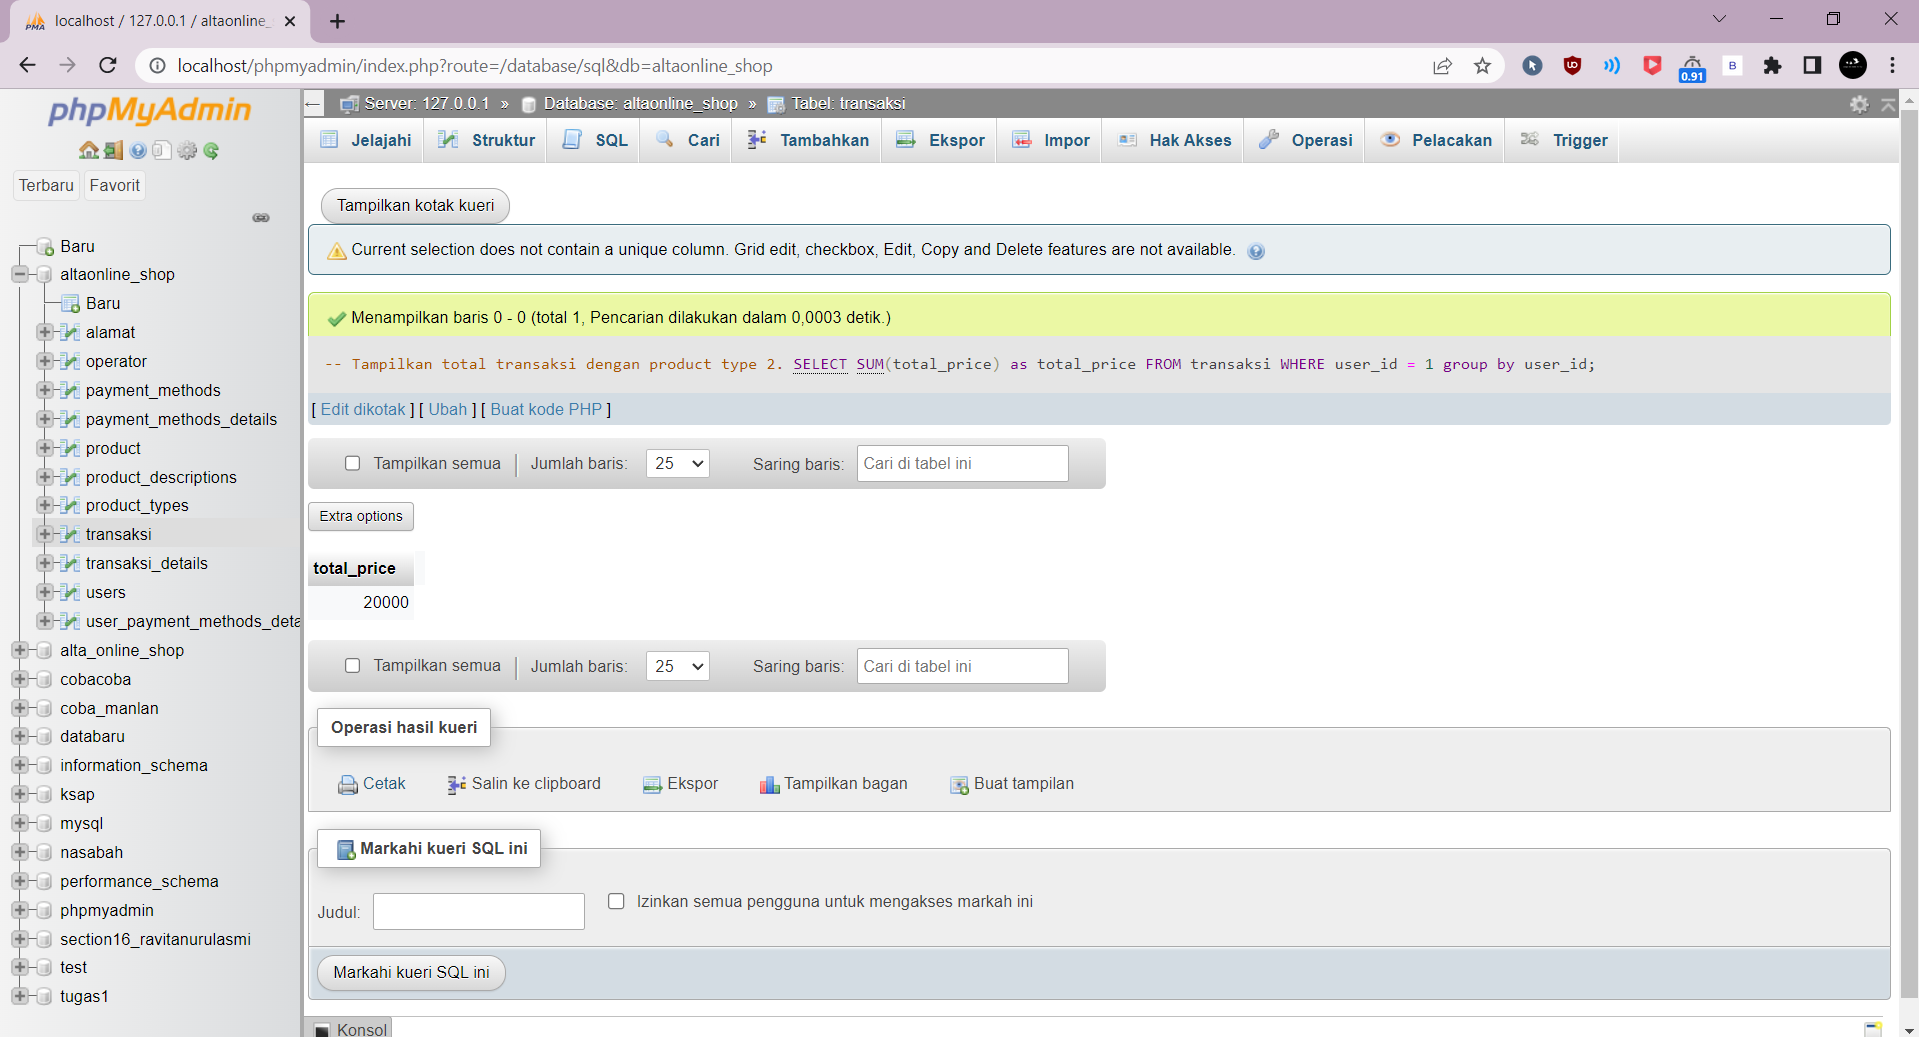 localhost / 127.0.0.1 / altaonline_
localhost/phpmyadmin/index.php?route=/database/sql&db=altaonline_shop
0.91
B
phpMyAdmin
Terbaru
Favorit
Baru
altaonline_shop
Baru
alamat
operator
payment_methods
payment_methods_details
product
product_descriptions
product_types
transaksi
transaksi_details
users
user_payment_methods_deta
alta_online_shop
cobacoba
coba_manlan
databaru
information_schema
ksap
mysql
nasabah
performance_schema
phpmyadmin
section16_ravitanurulasmi
test
tugas1
Server: 127.0.0.1 » Database: altaonline_shop » Tabel: transaksi
Jelajahi Struktur SQL Cari Tambahkan Ekspor Impor Hak Akses Operasi Pelacakan Trigger
Tampilkan kotak kueri
Current selection does not contain a unique column. Grid edit, checkbox, Edit, Copy and Delete features are not available.
Menampilkan baris 0 - 0 (total 1, Pencarian dilakukan dalam 0,0003 detik.)
-- Tampilkan total transaksi dengan product type 2. SELECT SUM(total_price) as total_price FROM transaksi WHERE user_id = 1 group by user_id;
[ Edit dikotak ] [ Ubah ] [ Buat kode PHP ]
Tampilkan semua | Jumlah baris: 25 Saring baris: Cari di tabel ini
Extra options
total_price
20000
Tampilkan semua | Jumlah baris: 25 Saring baris: Cari di tabel ini
Operasi hasil kueri
Cetak Salin ke clipboard Ekspor Tampilkan bagan Buat tampilan
Markahi kueri SQL ini
Judul: Izinkan semua pengguna untuk mengakses markah ini
Markahi kueri SQL ini
Konsol